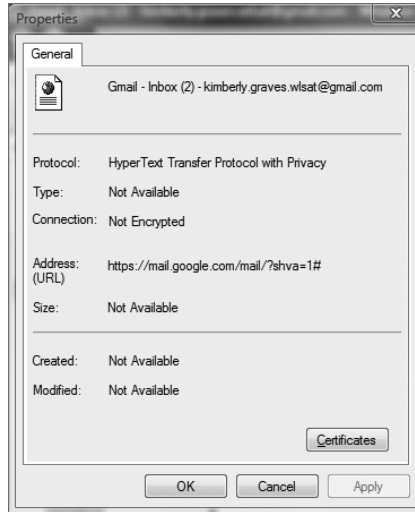 Properties
General
Gmail - Inbox (2) - kimberly.graves.wlsat@gmail.com
Protocol: HyperText Transfer Protocol with Privacy
Type: Not Available
Connection: Not Encrypted
Address: https://mail.google.com/mail/?shva=1#
(URL)
Size: Not Available
Created: Not Available
Modified: Not Available
Certificates
OK Cancel Apply